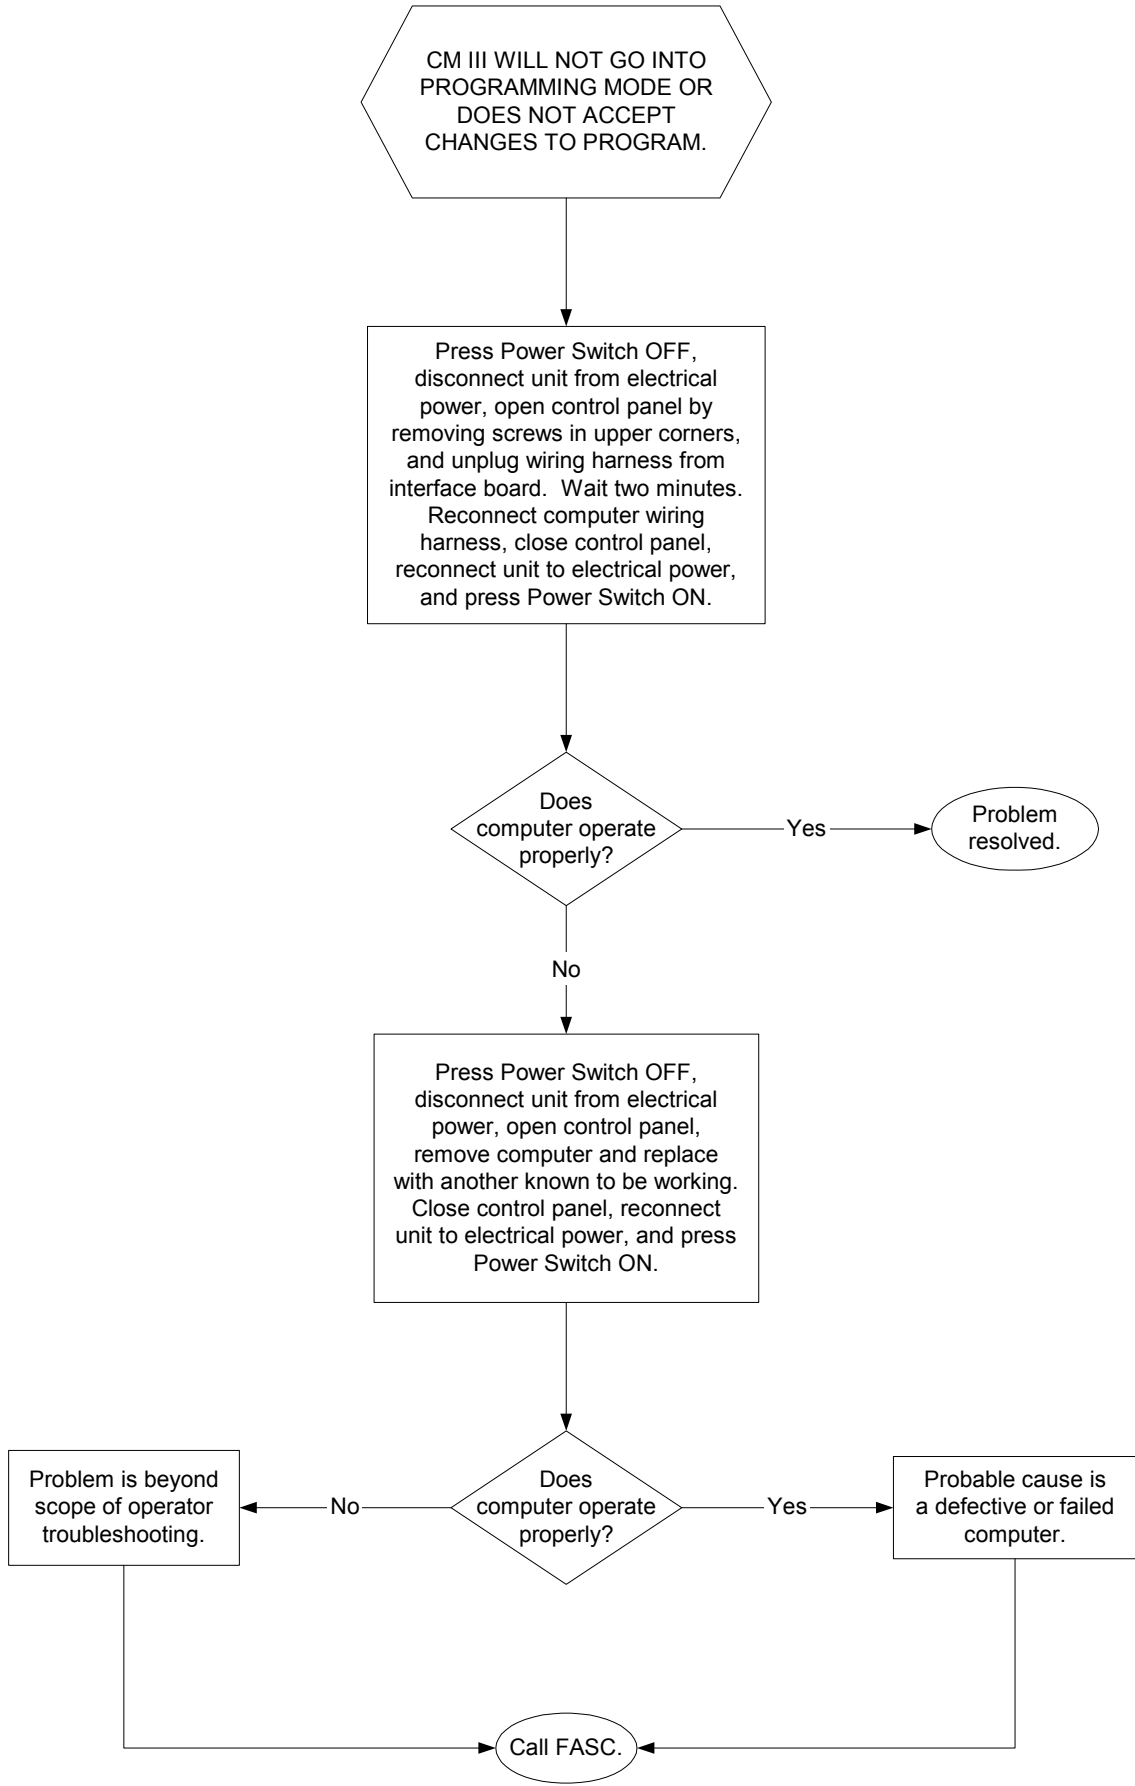 CM III WILL NOT GO INTO
PROGRAMMING MODE OR
DOES NOT ACCEPT
CHANGES TO PROGRAM.
Press Power Switch OFF,
disconnect unit from electrical
power, open control panel by
removing screws in upper corners,
and unplug wiring harness from
interface board.  Wait two minutes.
Reconnect computer wiring
harness, close control panel,
reconnect unit to electrical power,
and press Power Switch ON.
Does
computer operate
properly?
Yes
Problem
resolved.
No
Press Power Switch OFF,
disconnect unit from electrical
power, open control panel,
remove computer and replace
with another known to be working.
Close control panel, reconnect
unit to electrical power, and press
Power Switch ON.
Does
computer operate
properly?
No
Problem is beyond
scope of operator
troubleshooting.
Yes
Probable cause is
a defective or failed
computer.
Call FASC.